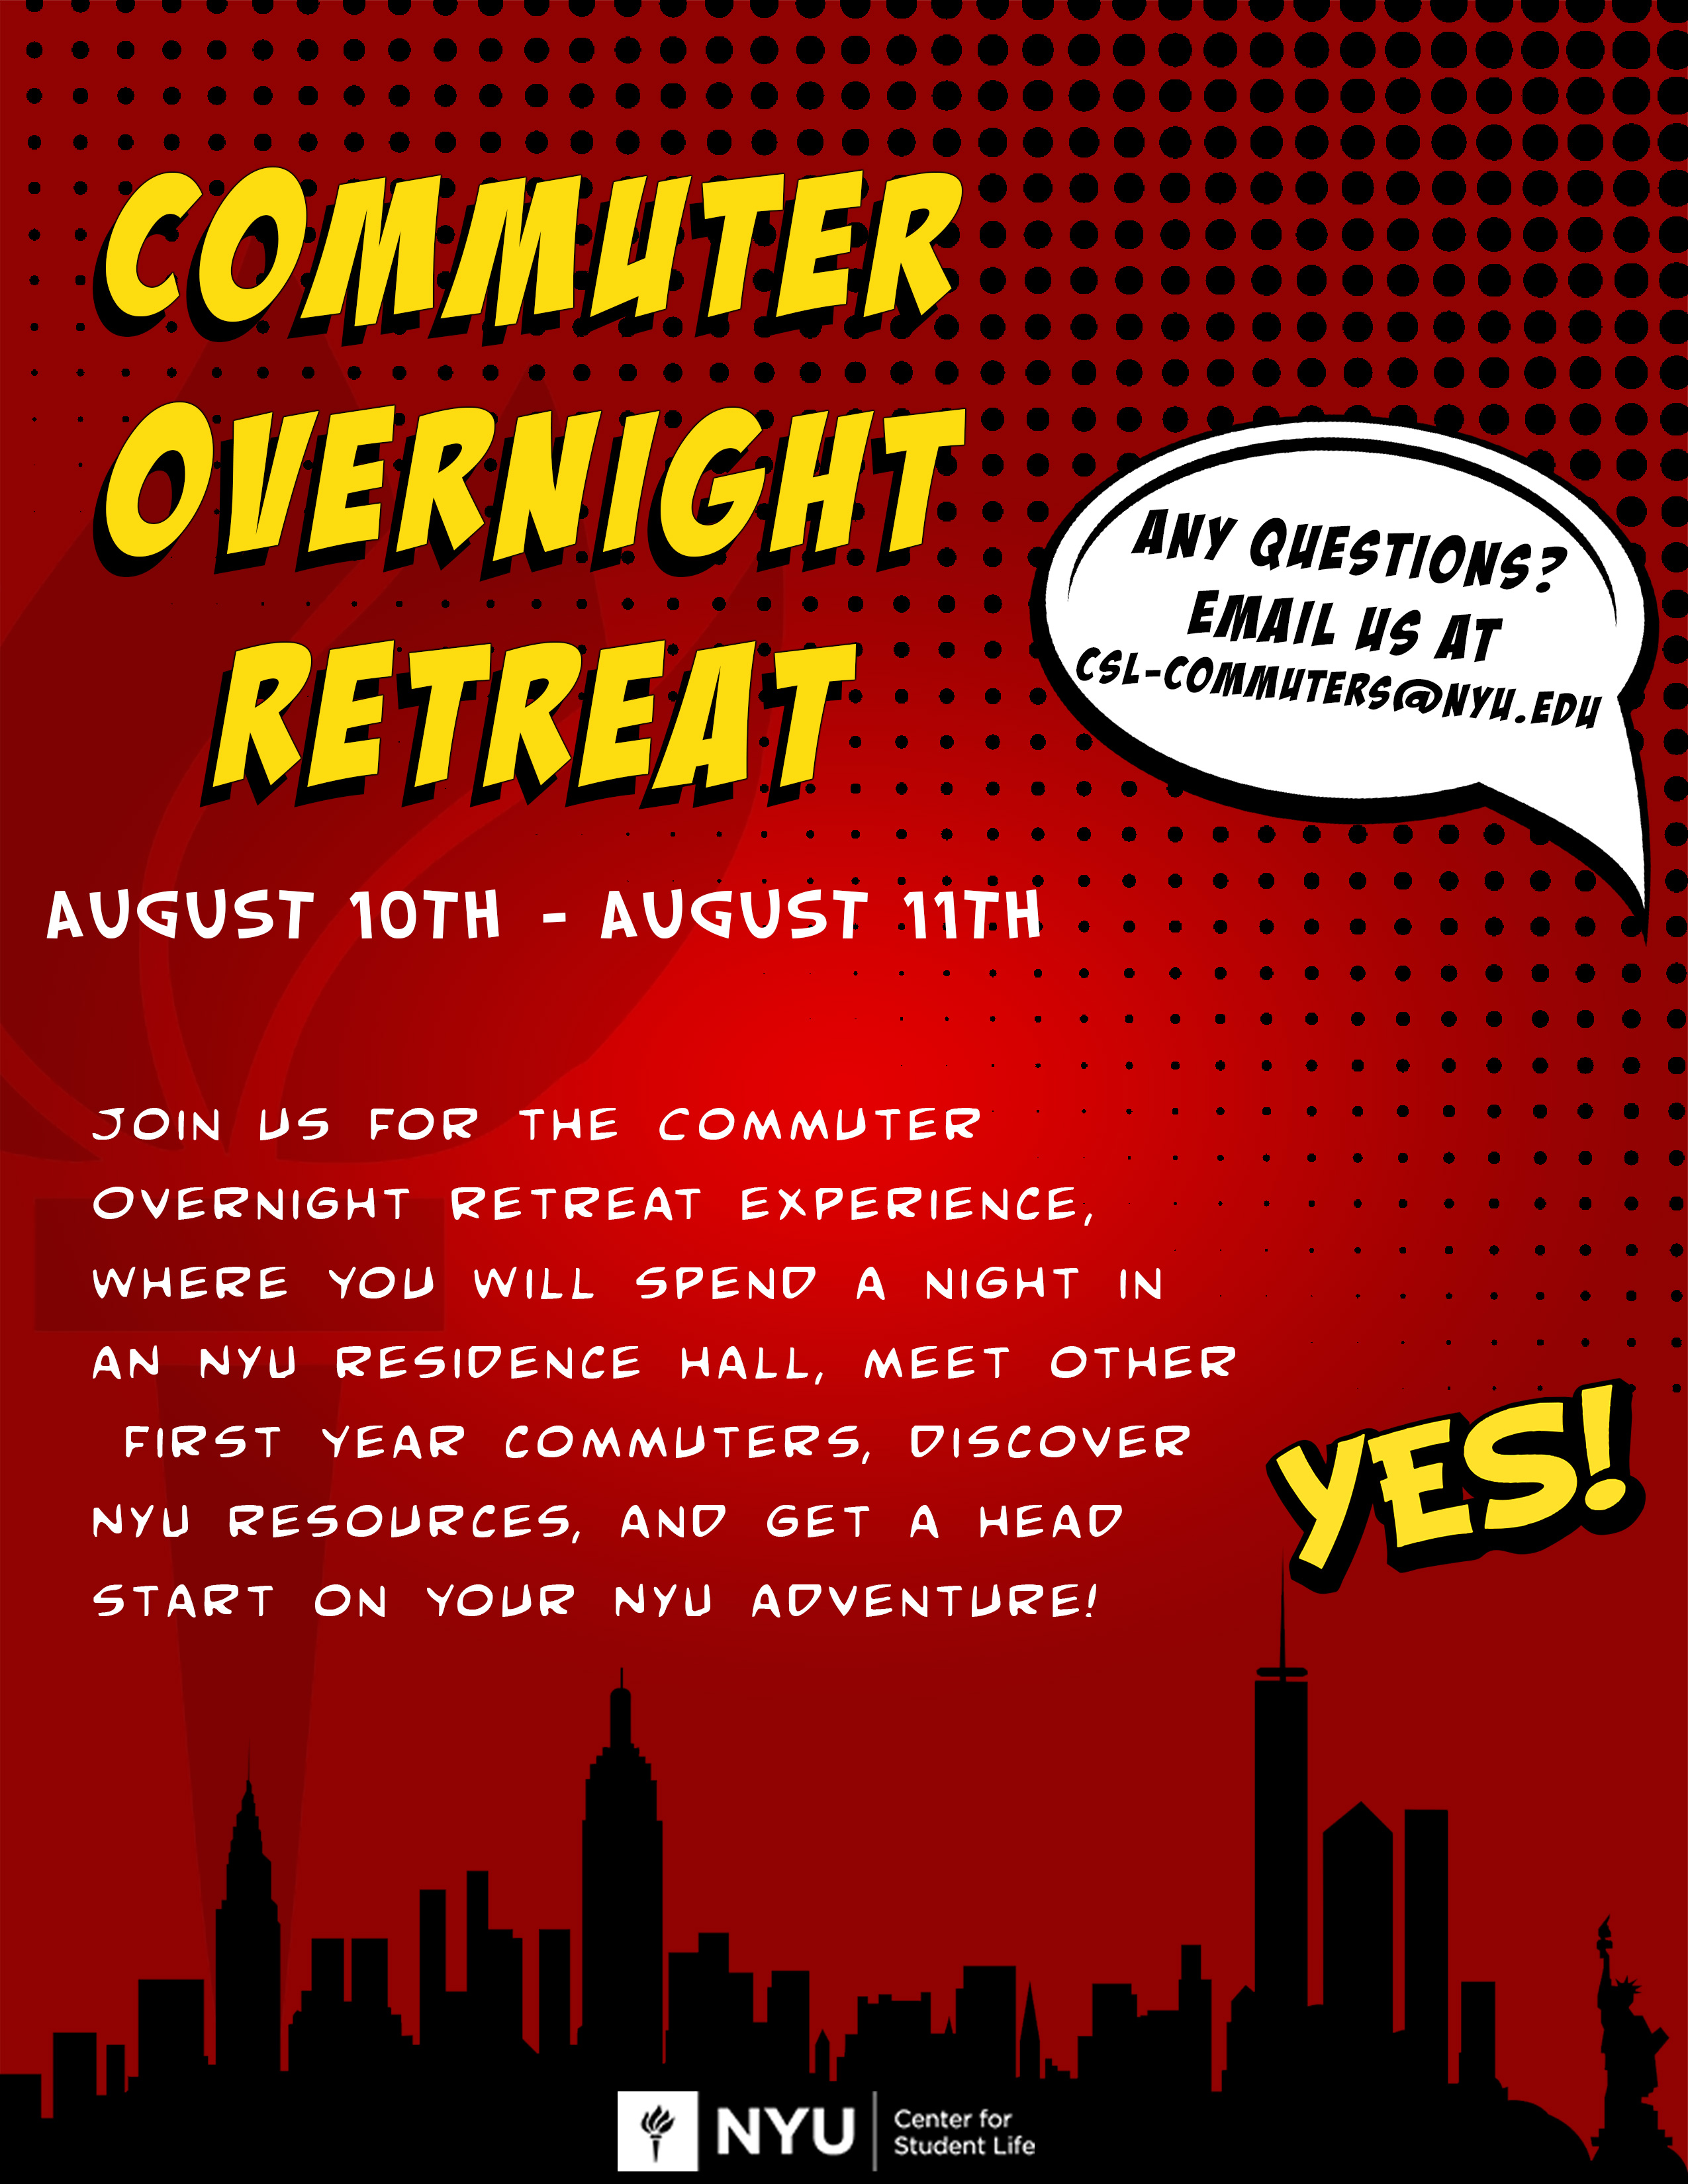 COMMUTER
OVERNIGHT
RETREAT
ANY QUESTIONS?
EMAIL US AT
CSL-COMMUTERS@NYU.EDU
AUGUST 10TH - AUGUST 11TH
JOIN US FOR THE COMMUTER
OVERNIGHT RETREAT EXPERIENCE,
WHERE YOU WILL SPEND A NIGHT IN
AN NYU RESIDENCE HALL, MEET OTHER
FIRST YEAR COMMUTERS, DISCOVER
NYU RESOURCES, AND GET A HEAD
START ON YOUR NYU ADVENTURE!
YES!
NYU
Center for
Student Life